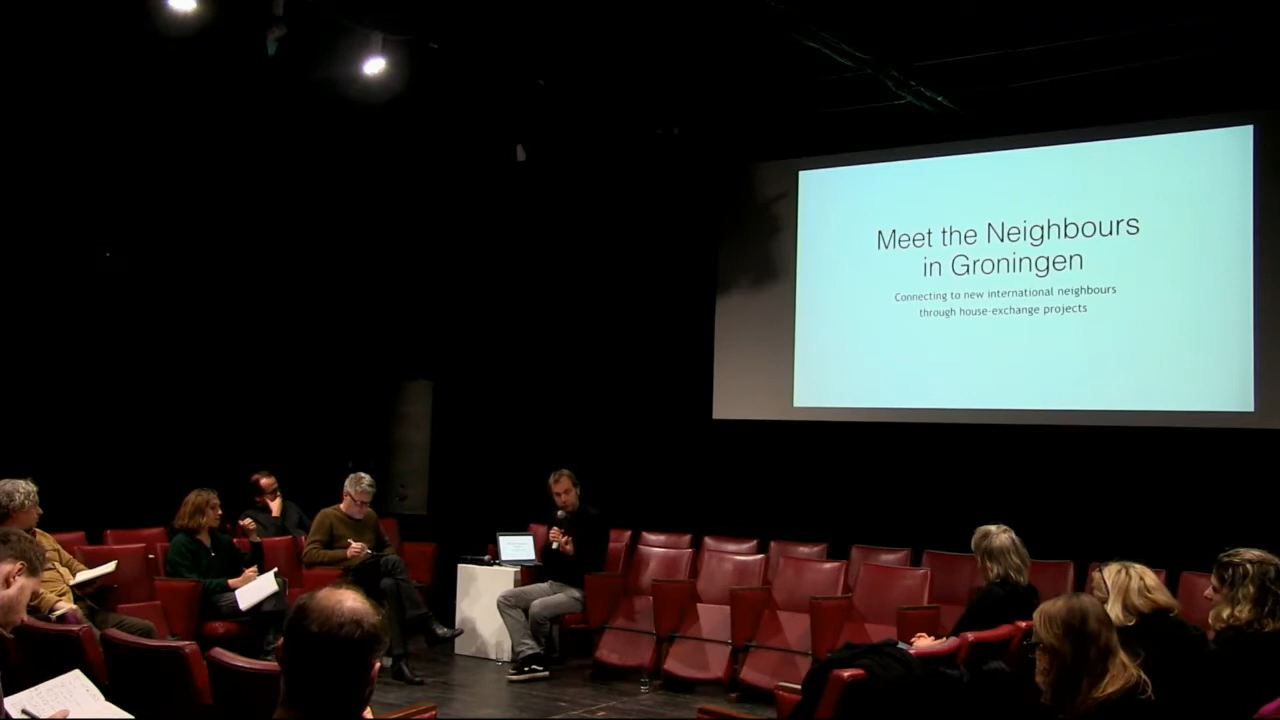 Meet the Neighbours
in Groningen
Connecting to new international neighbours
through house-exchange projects